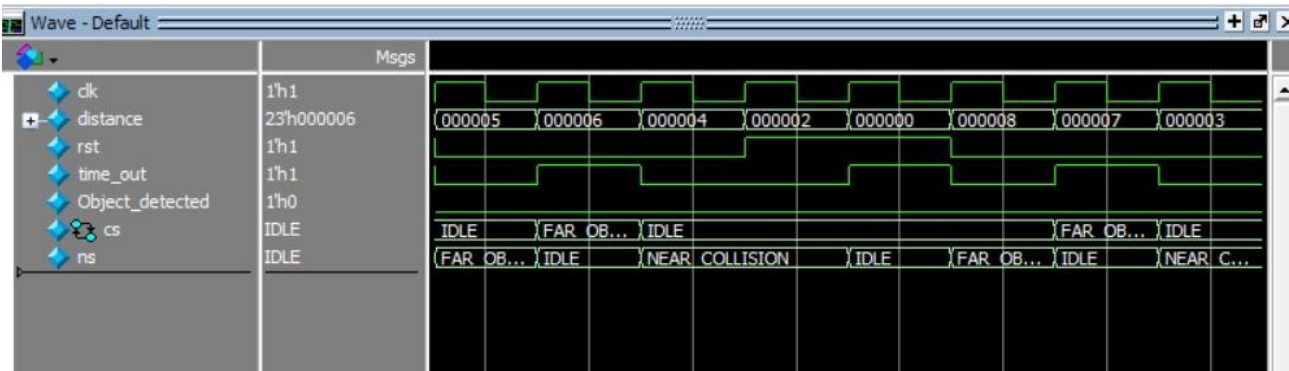 Wave - Default
Msgs
clk 1'h1
distance 23'h000006 000005 000006 000004 000002 000000 000008 000007 000003
rst 1'h1
time_out 1'h1
Object_detected 1'h0
cs IDLE IDLE FAR OB... IDLE FAR OB... IDLE
ns IDLE FAR OB... IDLE NEAR COLLISION IDLE FAR OB... IDLE NEAR C...